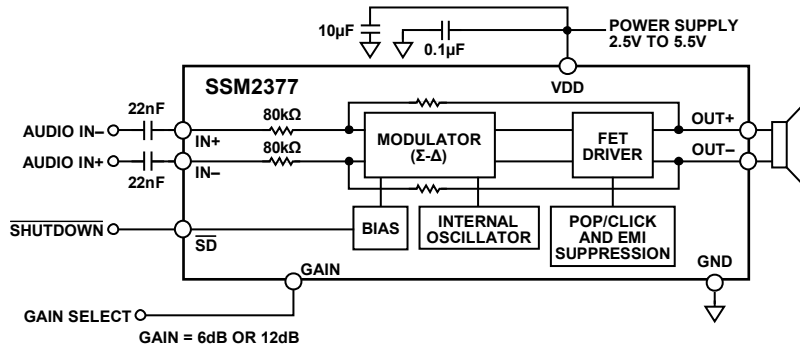 10µF
0.1µF
POWER SUPPLY
2.5V TO 5.5V
SSM2377
VDD
22nF
80kΩ
AUDIO IN–
IN+
MODULATOR
(Σ-Δ)
FET
DRIVER
OUT+
80kΩ
AUDIO IN+
IN–
OUT–
22nF
SHUTDOWN
SD
BIAS
INTERNAL
OSCILLATOR
POP/CLICK
AND EMI
SUPPRESSION
GAIN
GND
GAIN SELECT
GAIN = 6dB OR 12dB